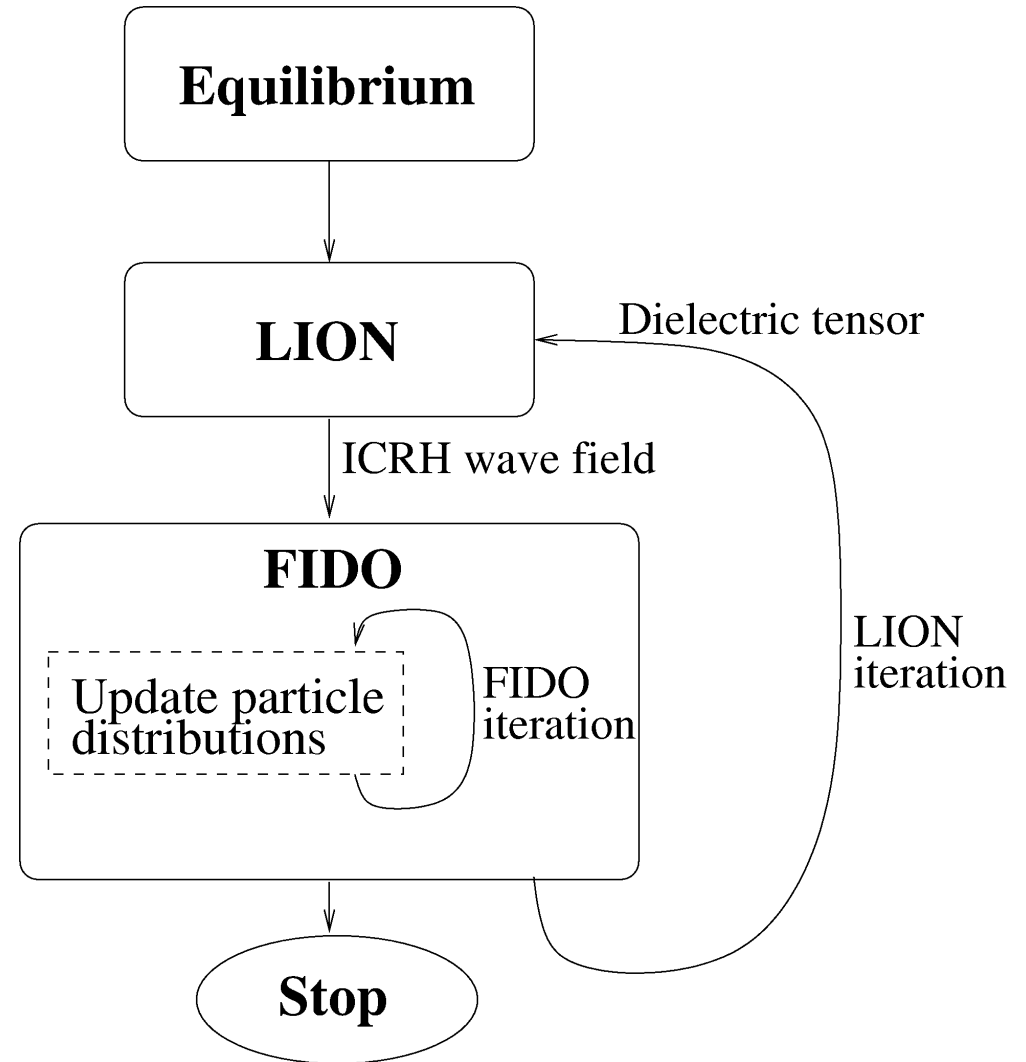 Equilibrium
LION
Dielectric tensor
ICRH wave field
FIDO
Update particle
distributions
FIDO
iteration
LION
iteration
Stop